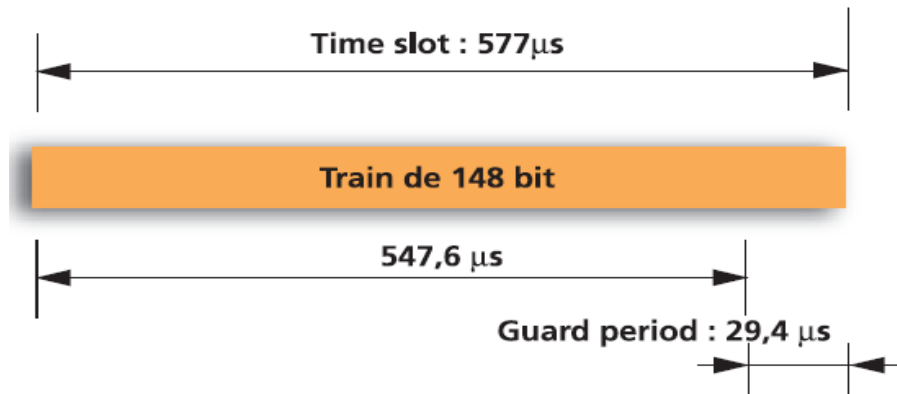 Time slot : 577µs
Train de 148 bit
547,6 µs
Guard period : 29,4 µs